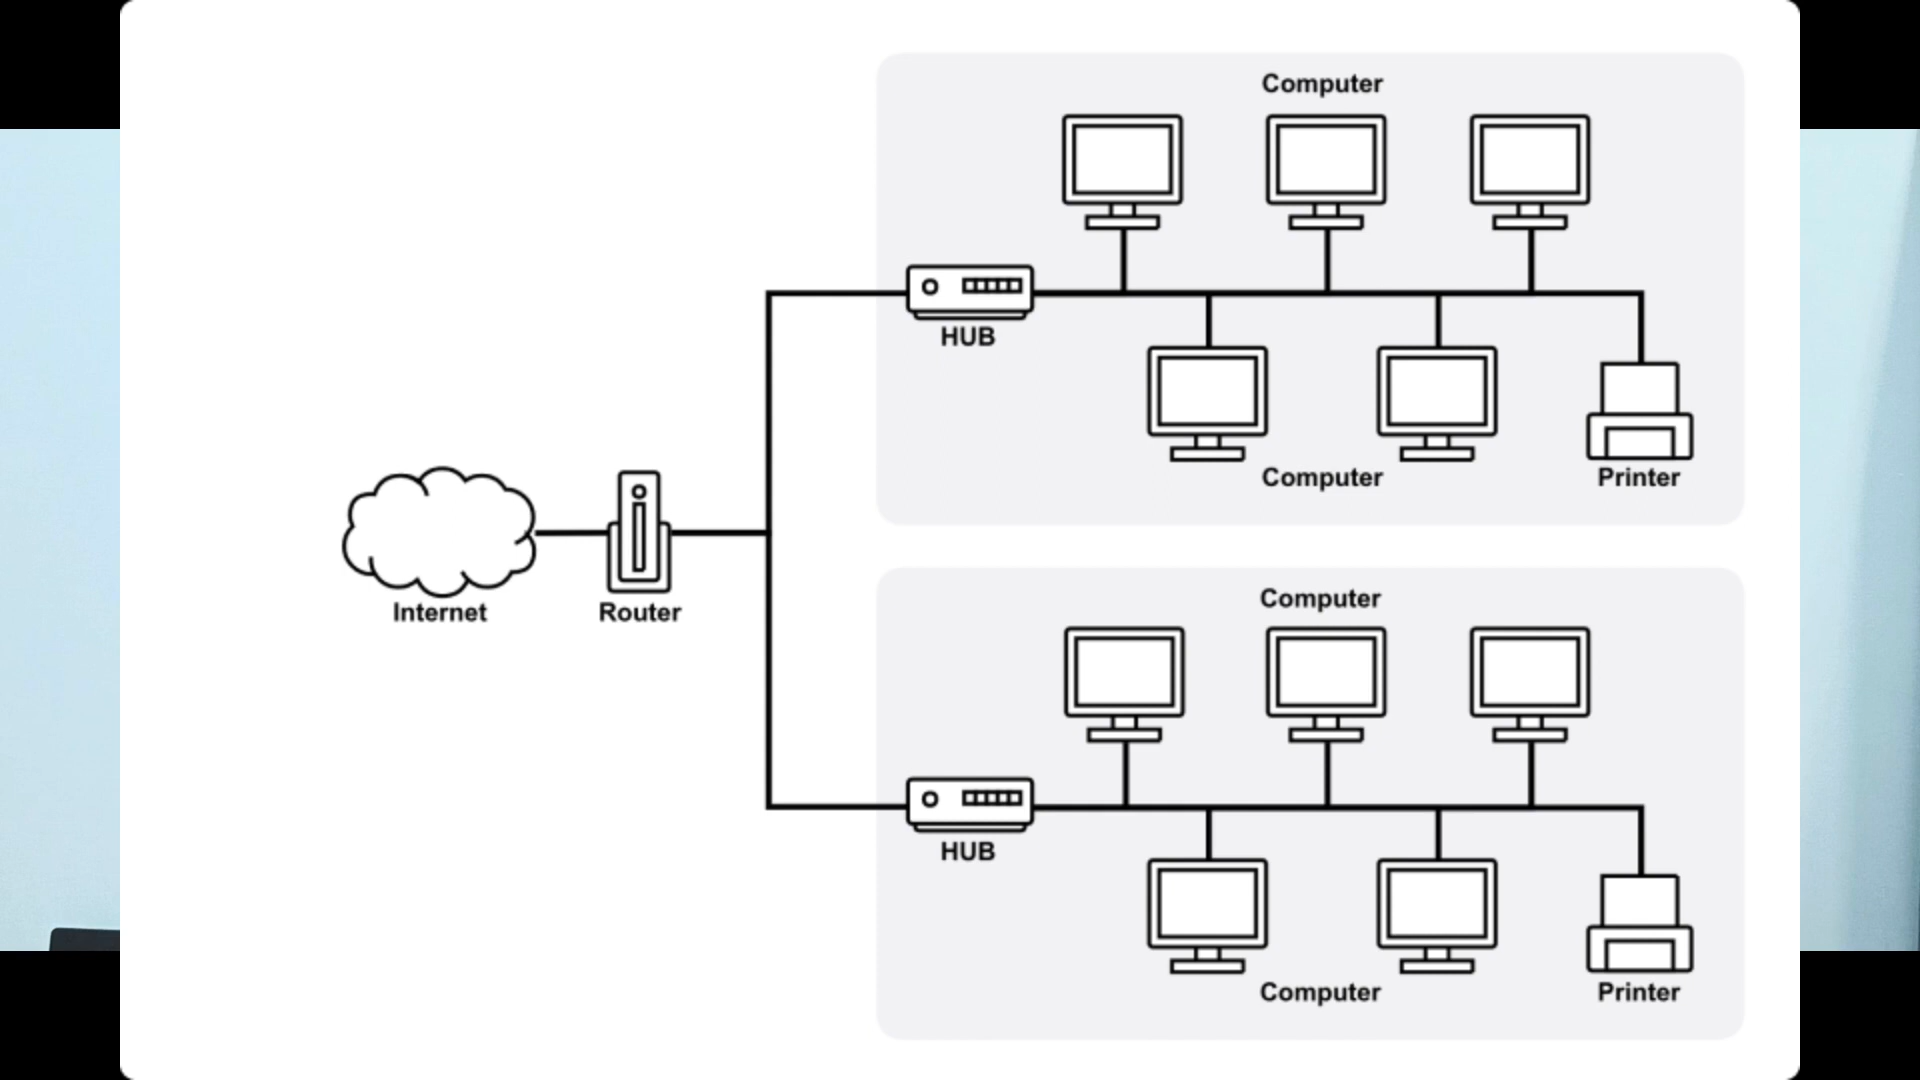 Computer
HUB
Computer
Printer
Internet
Router
Computer
HUB
Computer
Printer